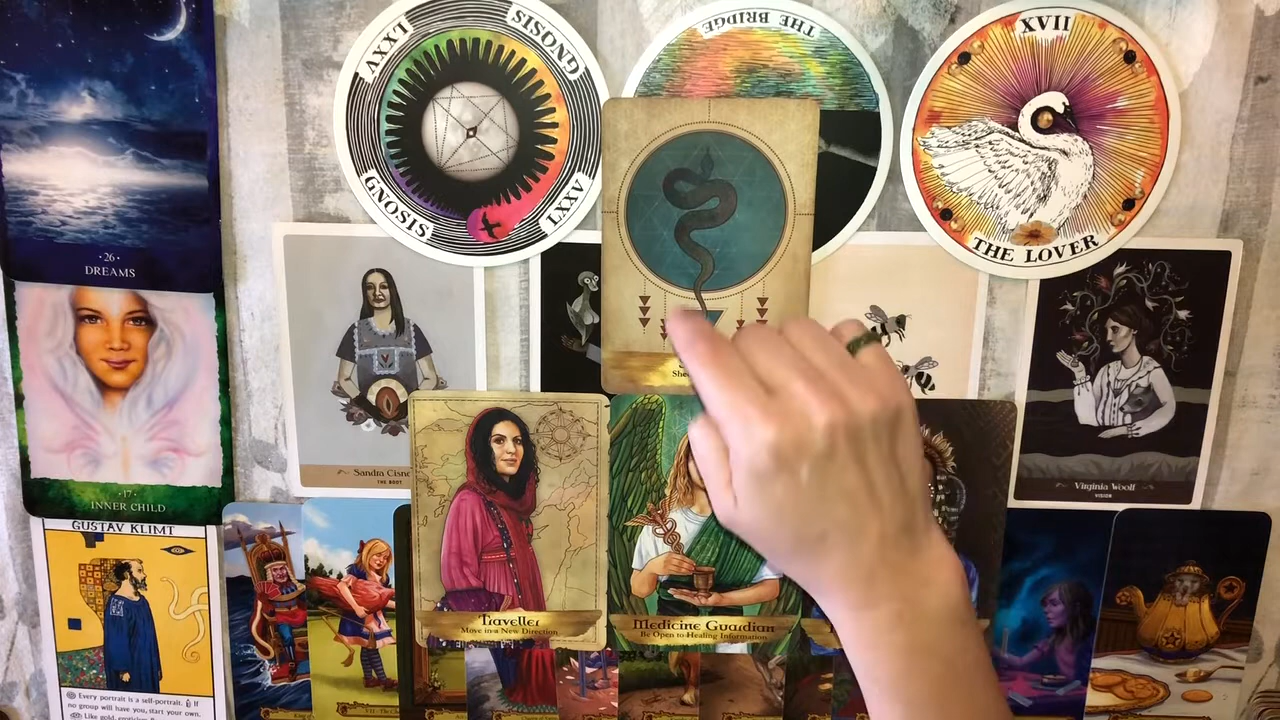 LXXV
GNOSIS
GNOSIS
LXXV
THE BRIDGE
XVII
THE LOVER
·26·
DREAMS
·17·
INNER CHILD
GUSTAV KLIMT
Every portrait is a self-portrait. If
no group will have you, start your own.
Like gold,
Sandra
THE BODY
Virginia Woolf
VISION
Traveller
Move in a New Direction
Medicine Guardian
Be Open to Healing Information